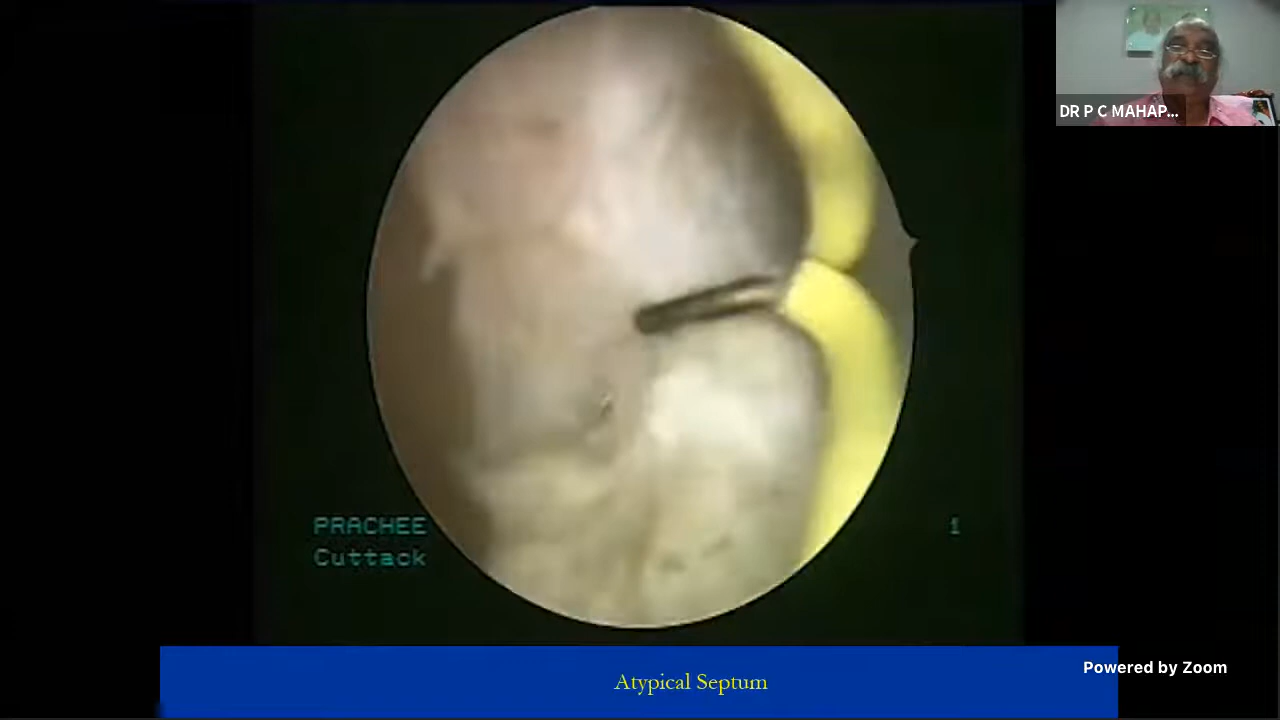 DR P C MAHAP...
PRACHEE
1
Cuttack
Atypical Septum
Powered by Zoom